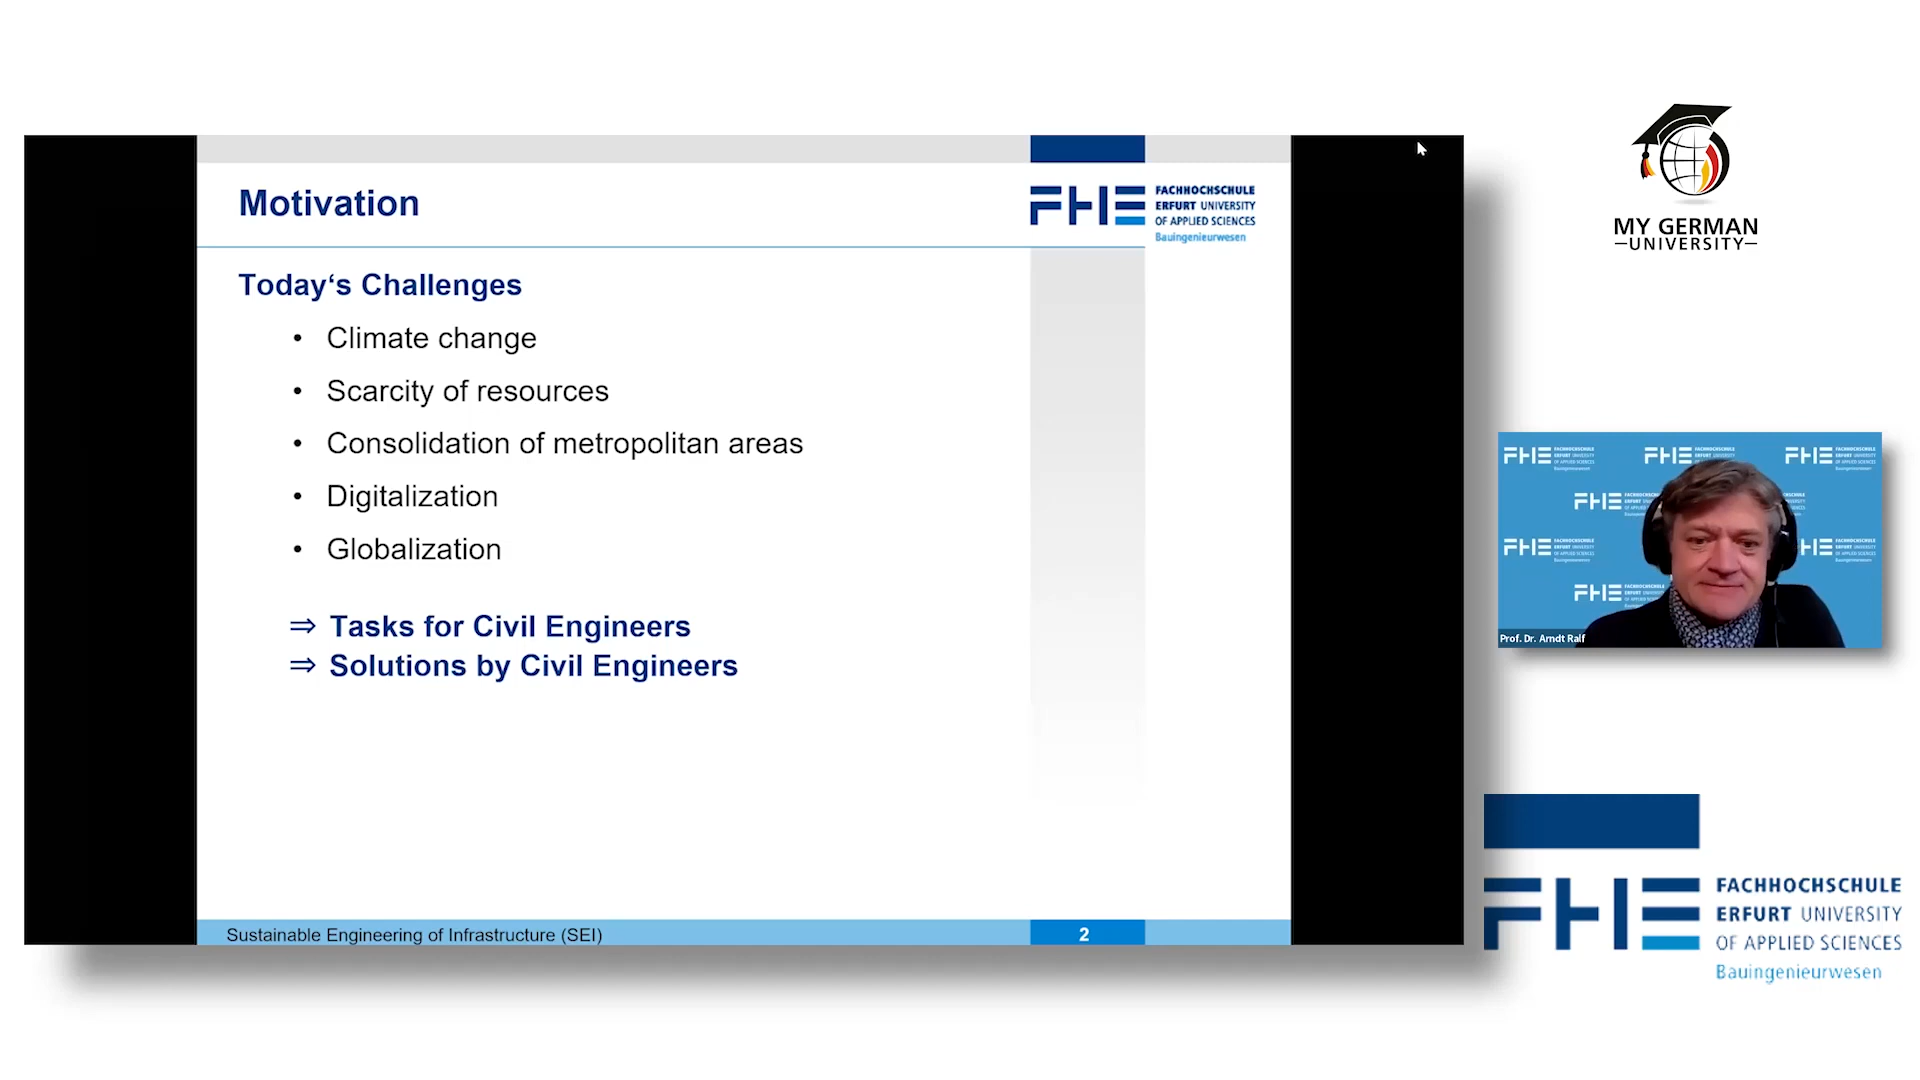 Motivation
FACHHOCHSCHULE
ERFURT UNIVERSITY
OF APPLIED SCIENCES
Bauingenieurwesen
Today‘s Challenges
• Climate change
• Scarcity of resources
• Consolidation of metropolitan areas
• Digitalization
• Globalization
⇒ Tasks for Civil Engineers
⇒ Solutions by Civil Engineers
Sustainable Engineering of Infrastructure (SEI)
2
MY GERMAN
UNIVERSITY
Prof. Dr. Arndt Ralf
FHE
FACHHOCHSCHULE
ERFURT UNIVERSITY
OF APPLIED SCIENCES
Bauingenieurwesen